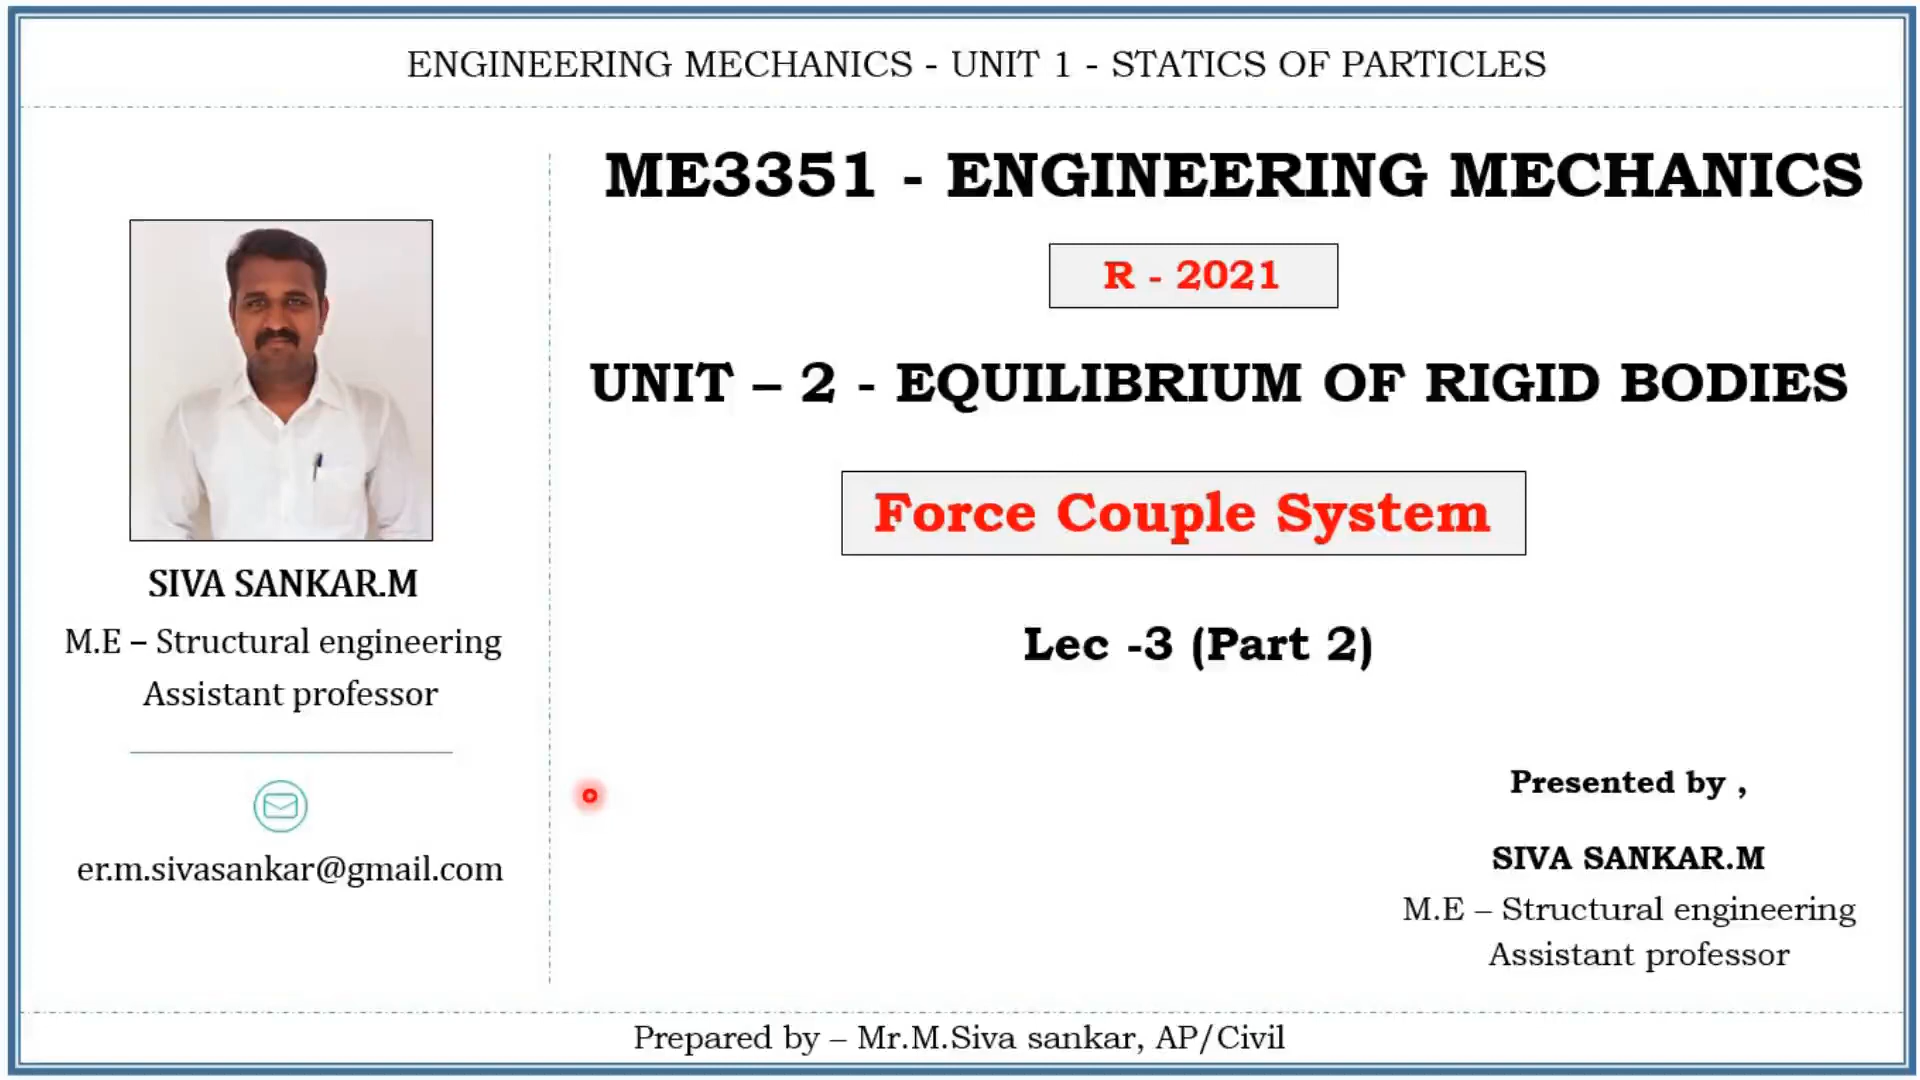 ENGINEERING MECHANICS - UNIT 1 - STATICS OF PARTICLES
SIVA SANKAR.M
M.E – Structural engineering
Assistant professor
er.m.sivasankar@gmail.com
ME3351 - ENGINEERING MECHANICS
R - 2021
UNIT – 2 - EQUILIBRIUM OF RIGID BODIES
Force Couple System
Lec -3 (Part 2)
Presented by ,
SIVA SANKAR.M
M.E – Structural engineering
Assistant professor
Prepared by – Mr.M.Siva sankar, AP/Civil